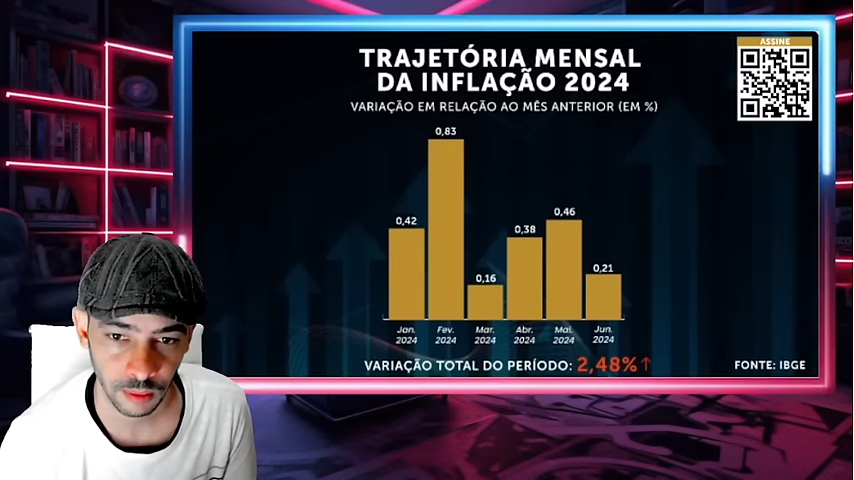 ASSINE
TRAJETÓRIA MENSAL
DA INFLAÇÃO 2024
VARIAÇÃO EM RELAÇÃO AO MÊS ANTERIOR (EM %)
0,83
0,42
0,16
0,38
0,46
0,21
Jan. Fev. Mar. Abr. Mai. Jun.
2024 2024 2024 2024 2024 2024
VARIAÇÃO TOTAL DO PERÍODO: 2,48%↑
FONTE: IBGE